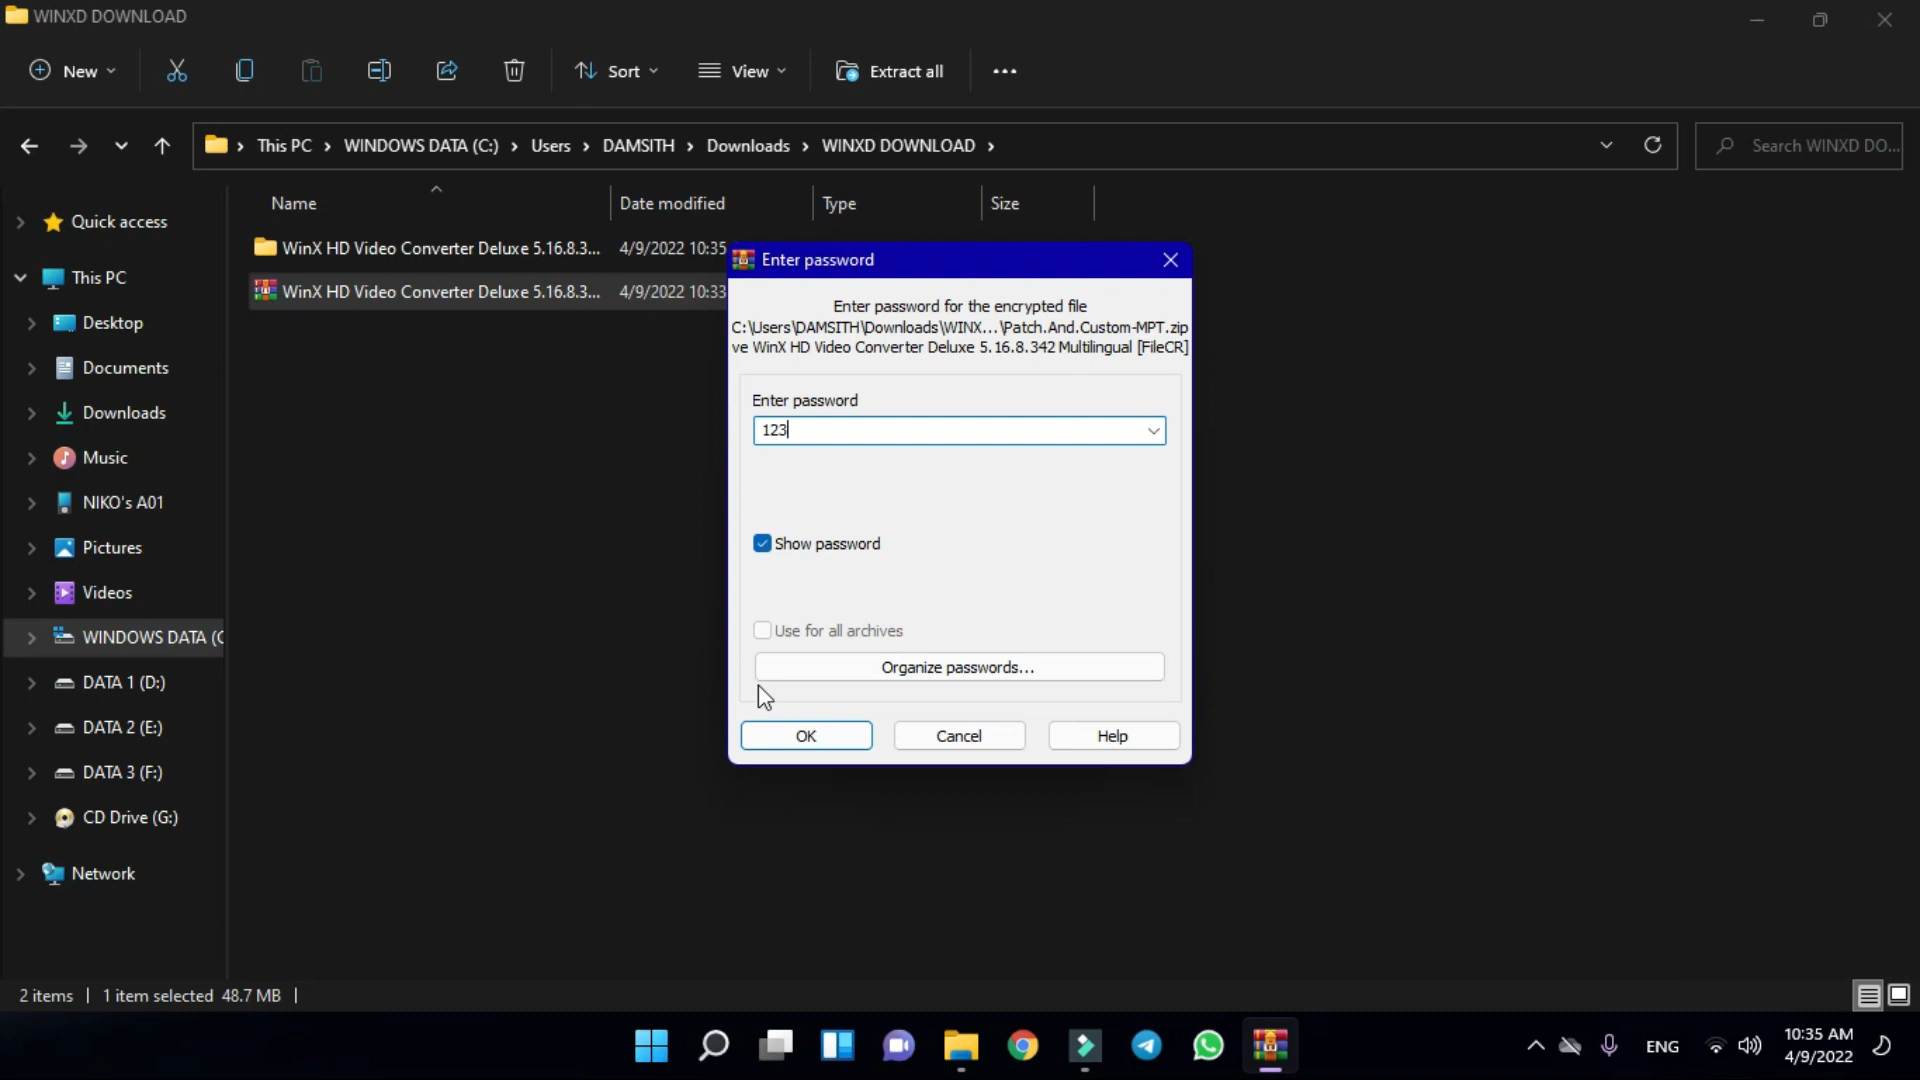 WINXD DOWNLOAD
New
Sort
View
Extract all
This PC
WINDOWS DATA (C:)
Users
DAMSITH
Downloads
WINXD DOWNLOAD
Search WINXD DO...
Name
Date modified
Type
Size
Quick access
This PC
Desktop
Documents
Downloads
Music
NIKO's A01
Pictures
Videos
WINDOWS DATA (C
DATA 1 (D:)
DATA 2 (E:)
DATA 3 (F:)
CD Drive (G:)
Network
WinX HD Video Converter Deluxe 5.16.8.3... 4/9/2022 10:35
WinX HD Video Converter Deluxe 5.16.8.3... 4/9/2022 10:33
Enter password
Enter password for the encrypted file
C:\Users\DAMSITH\Downloads\WINX...\Patch.And.Custom-MPT.zip
ve WinX HD Video Converter Deluxe 5.16.8.342 Multilingual [FileCR]
Enter password
123
Show password
Use for all archives
Organize passwords...
OK
Cancel
Help
2 items
1 item selected 48.7 MB
ENG
10:35 AM
4/9/2022